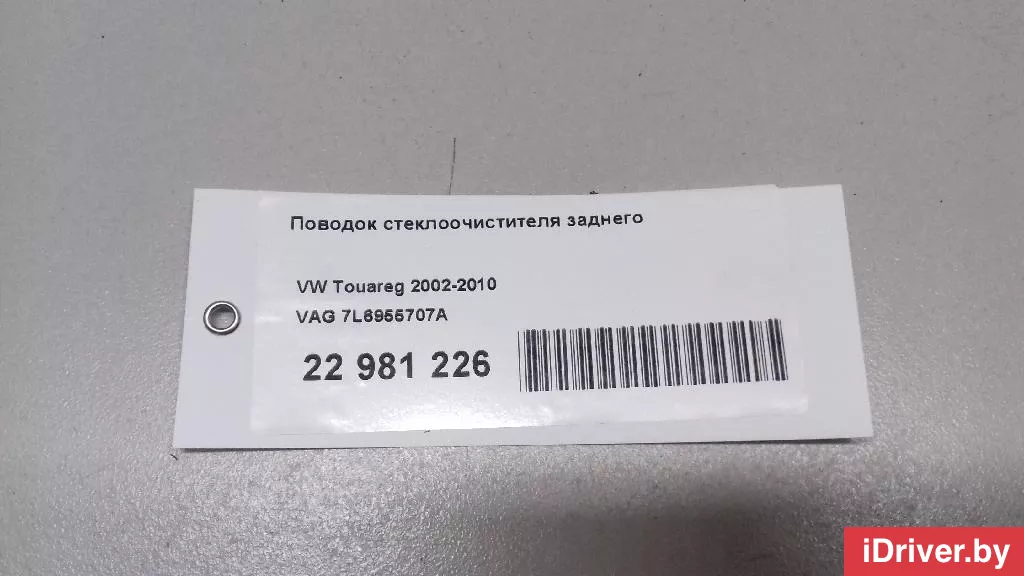 Поводок стеклоочистителя заднего
VW Touareg 2002-2010
VAG 7L6955707A
22 981 226
iDriver.by